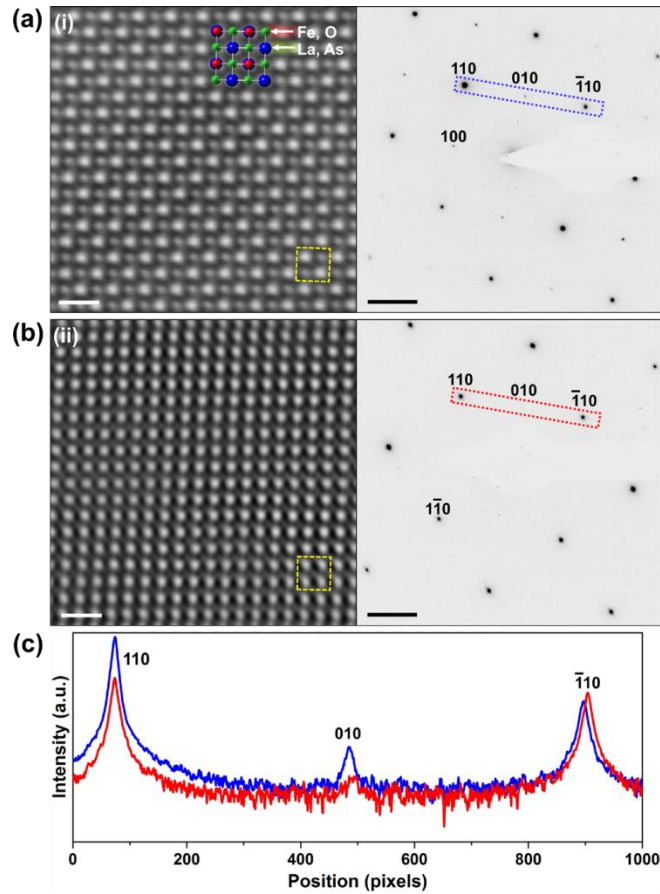 (a) (i)
Fe, O
La, As
110
010
1̅10
100
(b) (ii)
110
010
1̅10
11̅0
(c)
Intensity (a.u.)
110
010
1̅10
0 200 400 600 800 1000
Position (pixels)